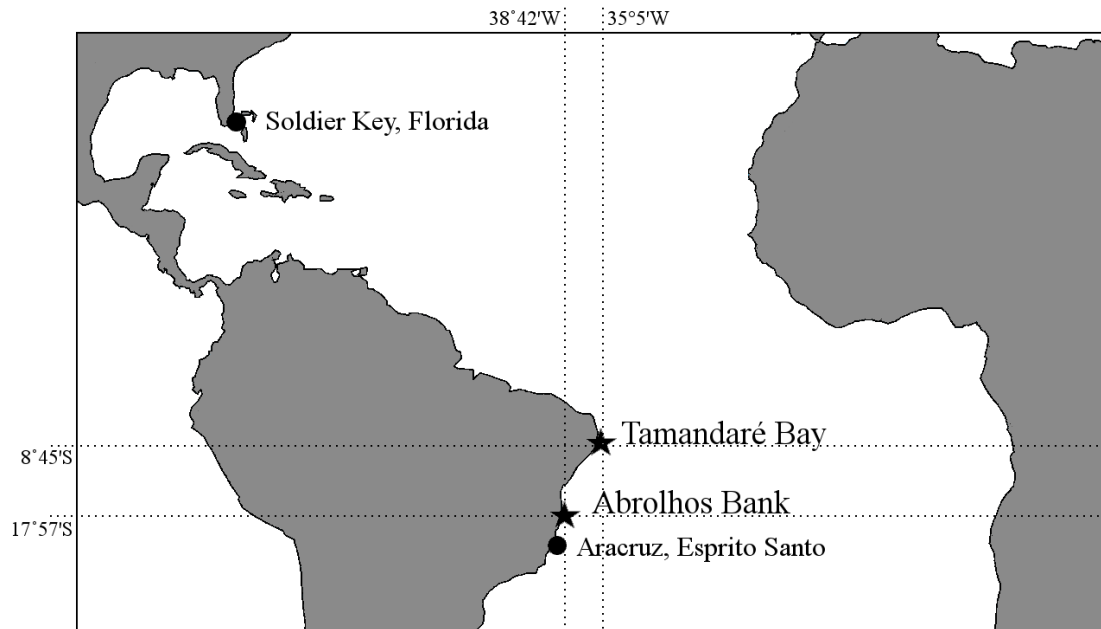 38˚42'W
35°5'W
Soldier Key, Florida
Tamandaré Bay
8˚45'S
Abrolhos Bank
17°57'S
Aracruz, Esprito Santo